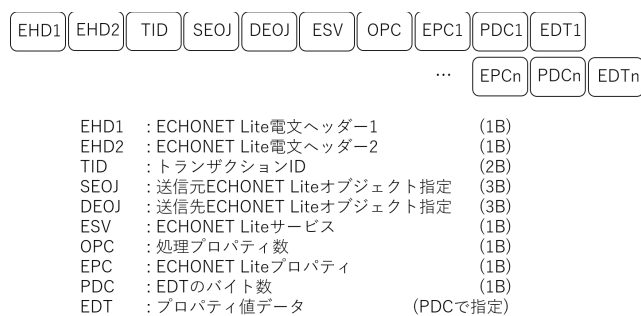 EHD1 EHD2 TID SEOJ DEOJ ESV OPC EPC1 PDC1 EDT1
… EPCn PDCn EDTn
EHD1 : ECHONET Lite電文ヘッダー1 (1B)
EHD2 : ECHONET Lite電文ヘッダー2 (1B)
TID : トランザクションID (2B)
SEOJ : 送信元ECHONET Liteオブジェクト指定 (3B)
DEOJ : 送信先ECHONET Liteオブジェクト指定 (3B)
ESV : ECHONET Liteサービス (1B)
OPC : 処理プロパティ数 (1B)
EPC : ECHONET Liteプロパティ (1B)
PDC : EDTのバイト数 (1B)
EDT : プロパティ値データ (PDCで指定)